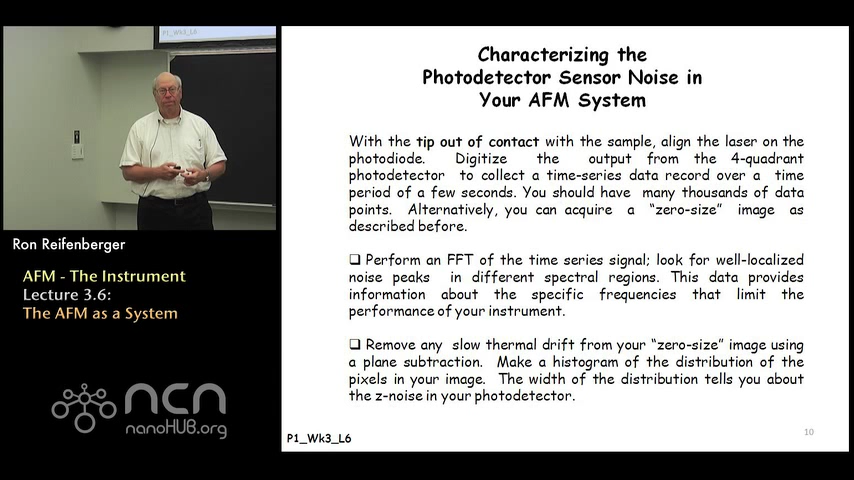 P1_Wk3_L6
Characterizing the
Photodetector Sensor Noise in
Your AFM System
With the tip out of contact with the sample, align the laser on the
photodiode. Digitize the output from the 4-quadrant
photodetector to collect a time-series data record over a time
period of a few seconds. You should have many thousands of data
points. Alternatively, you can acquire a “zero-size” image as
described before.
❑ Perform an FFT of the time series signal; look for well-localized
noise peaks in different spectral regions. This data provides
information about the specific frequencies that limit the
performance of your instrument.
❑ Remove any slow thermal drift from your “zero-size” image using
a plane subtraction. Make a histogram of the distribution of the
pixels in your image. The width of the distribution tells you about
the z-noise in your photodetector.
P1_Wk3_L6
10
Ron Reifenberger
AFM - The Instrument
Lecture 3.6:
The AFM as a System
ncn
nanoHUB.org